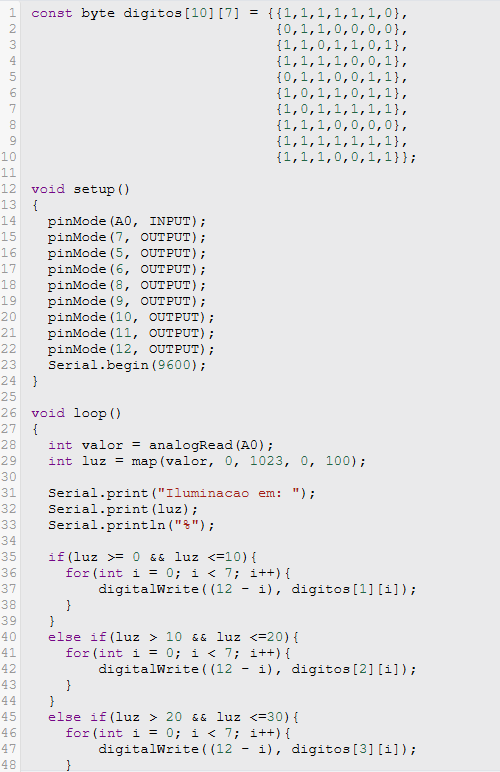 1 const byte digitos[10][7] = {{1,1,1,1,1,1,0},
2                              {0,1,1,0,0,0,0},
3                              {1,1,0,1,1,0,1},
4                              {1,1,1,1,0,0,1},
5                              {0,1,1,0,0,1,1},
6                              {1,0,1,1,0,1,1},
7                              {1,0,1,1,1,1,1},
8                              {1,1,1,0,0,0,0},
9                              {1,1,1,1,1,1,1},
10                              {1,1,1,0,0,1,1}};
11
12 void setup()
13 {
14   pinMode(A0, INPUT);
15   pinMode(7, OUTPUT);
16   pinMode(5, OUTPUT);
17   pinMode(6, OUTPUT);
18   pinMode(8, OUTPUT);
19   pinMode(9, OUTPUT);
20   pinMode(10, OUTPUT);
21   pinMode(11, OUTPUT);
22   pinMode(12, OUTPUT);
23   Serial.begin(9600);
24 }
25
26 void loop()
27 {
28   int valor = analogRead(A0);
29   int luz = map(valor, 0, 1023, 0, 100);
30
31   Serial.print("Iluminacao em: ");
32   Serial.print(luz);
33   Serial.println("%");
34
35   if(luz >= 0 && luz <=10){
36     for(int i = 0; i < 7; i++){
37         digitalWrite((12 - i), digitos[1][i]);
38     }
39   }
40   else if(luz > 10 && luz <=20){
41     for(int i = 0; i < 7; i++){
42         digitalWrite((12 - i), digitos[2][i]);
43     }
44   }
45   else if(luz > 20 && luz <=30){
46     for(int i = 0; i < 7; i++){
47         digitalWrite((12 - i), digitos[3][i]);
48     }